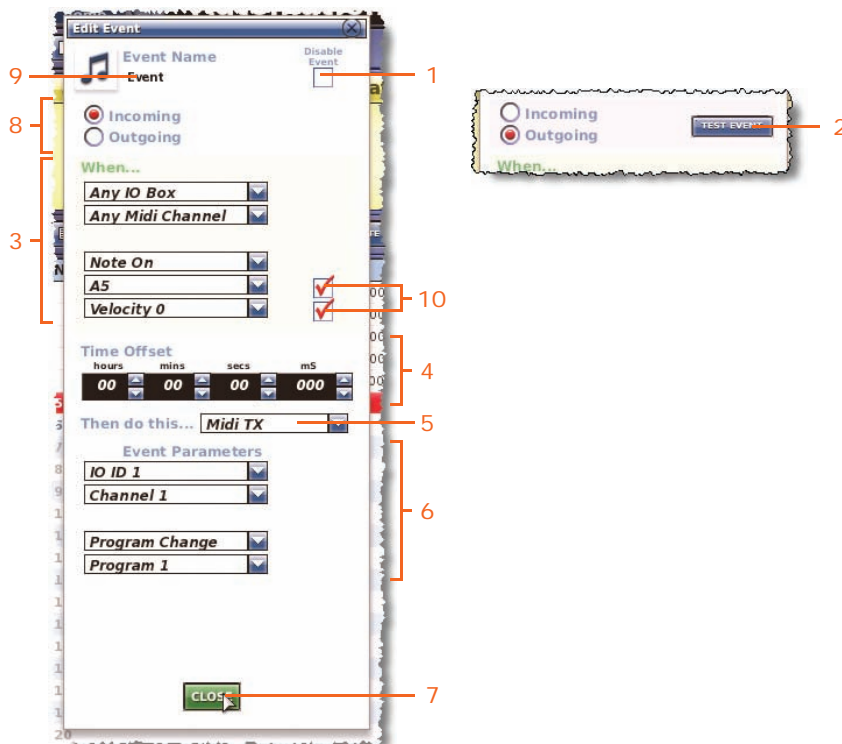 Edit Event
Event Name
Disable
Event
9
Event
1
8
Incoming
Outgoing
Incoming
Outgoing
TEST EVENT
2
When...
When...
3
Any IO Box
Any Midi Channel
Note On
A5
Velocity 0
10
Time Offset
hours mins secs mS
00 00 00 000
4
Then do this... Midi TX
5
Event Parameters
IO ID 1
Channel 1
6
Program Change
Program 1
CLOSE
7
20